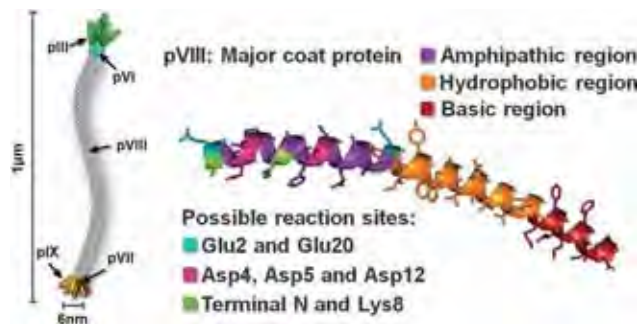 pIII
pVI
pVIII
1µm
pIX
pVII
6nm
pVIII: Major coat protein
Amphipathic region
Hydrophobic region
Basic region
Possible reaction sites:
Glu2 and Glu20
Asp4, Asp5 and Asp12
Terminal N and Lys8